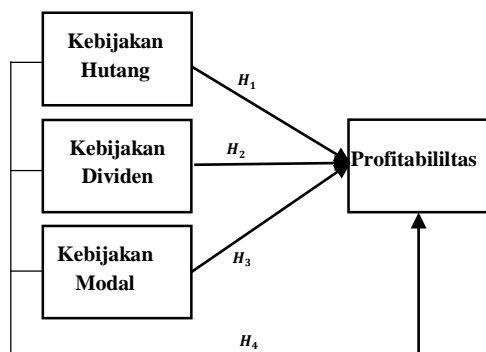 Kebijakan
Hutang
H₁
Kebijakan
Dividen
H₂
Profitabililtas
Kebijakan
Modal
H₃
H₄